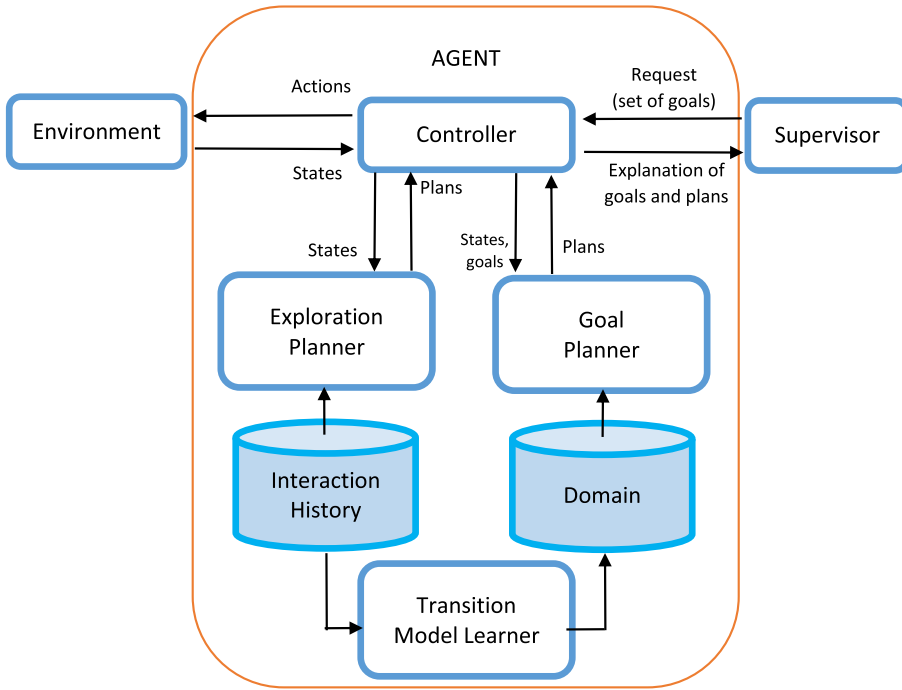 AGENT
Actions
Request
(set of goals)
Environment
Controller
Supervisor
States
Explanation of
goals and plans
Plans
States
States,
goals
Plans
Exploration
Planner
Goal
Planner
Interaction
History
Domain
Transition
Model Learner